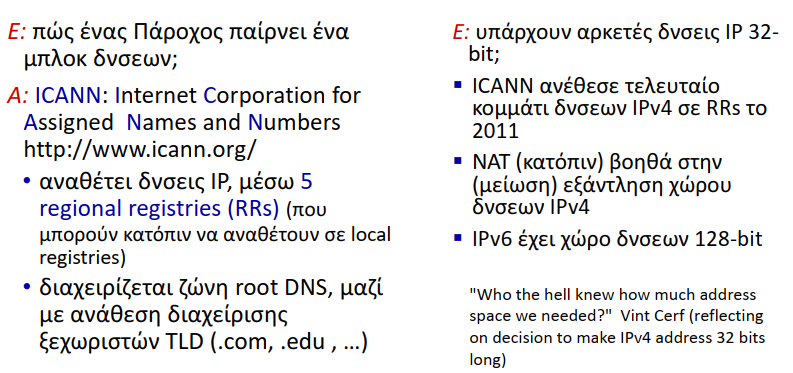 E: πώς ένας Πάροχος παίρνει ένα
μπλοκ δνσεων;
A: ICANN: Internet Corporation for
Assigned Names and Numbers
http://www.icann.org/
• αναθέτει δνσεις IP, μέσω 5
regional registries (RRs) (που
μπορούν κατόπιν να αναθέτουν σε local
registries)
• διαχειρίζεται ζώνη root DNS, μαζί
με ανάθεση διαχείρισης
ξεχωριστών TLD (.com, .edu , …)
E: υπάρχουν αρκετές δνσεις IP 32-
bit;
▪ ICANN ανέθεσε τελευταίο
κομμάτι δνσεων IPv4 σε RRs το
2011
▪ NAT (κατόπιν) βοηθά στην
(μείωση) εξάντληση χώρου
δνσεων IPv4
▪ IPv6 έχει χώρο δνσεων 128-bit
"Who the hell knew how much address
space we needed?" Vint Cerf (reflecting
on decision to make IPv4 address 32 bits
long)